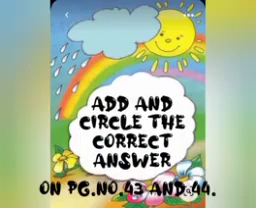 ADD AND
CIRCLE THE
CORRECT
ANSWER
ON PG.NO.43 AND 44.